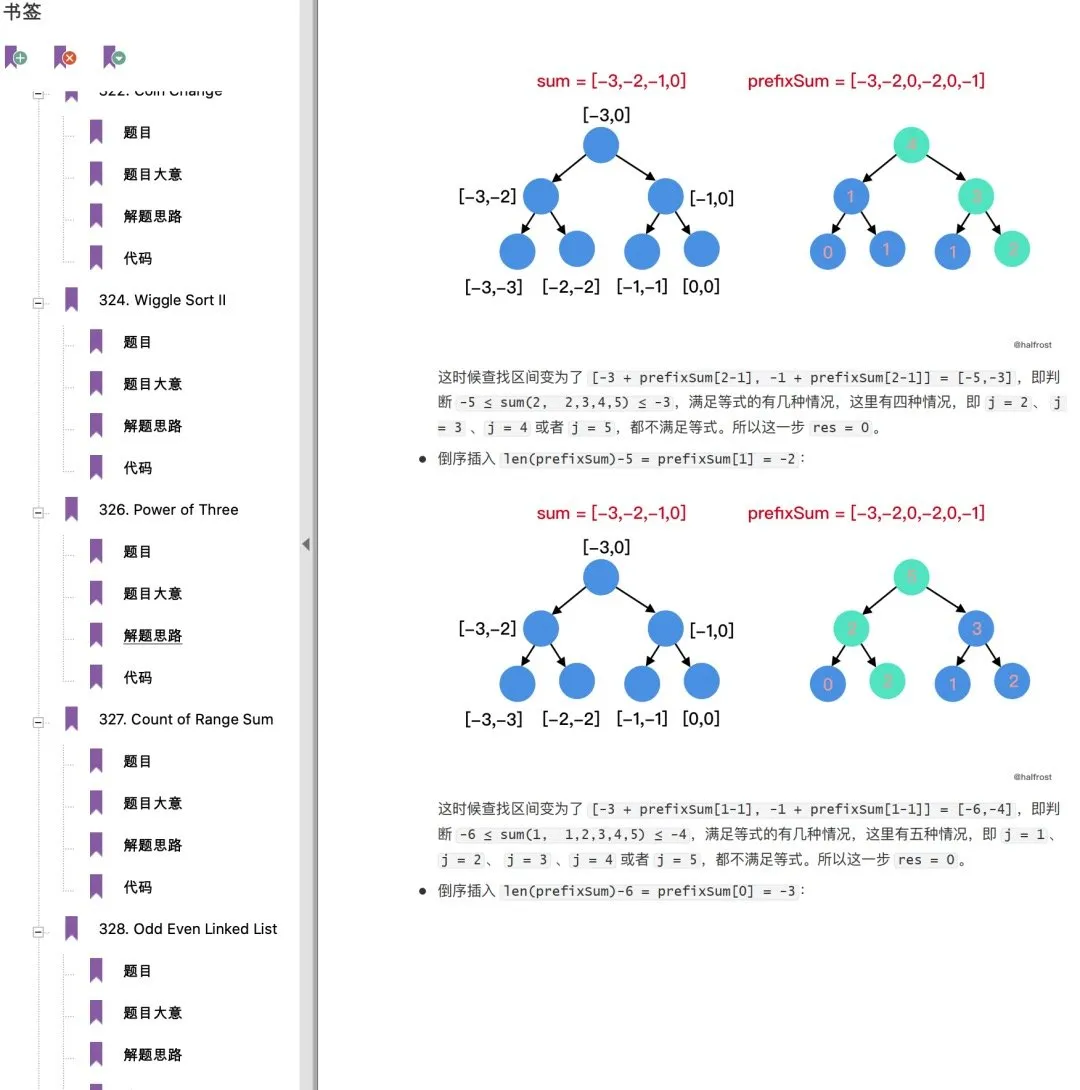 书签
322. Coin Change
题目
题目大意
解题思路
代码
324. Wiggle Sort II
题目
题目大意
解题思路
代码
326. Power of Three
题目
题目大意
解题思路
代码
327. Count of Range Sum
题目
题目大意
解题思路
代码
328. Odd Even Linked List
题目
题目大意
解题思路
sum = [-3,-2,-1,0]
prefixSum = [-3,-2,0,-2,0,-1]
[-3,0]
[-3,-2]
[-1,0]
[-3,-3]
[-2,-2]
[-1,-1]
[0,0]
4
1
0
1
1
@halfrost
这时候查找区间变为了 [-3 + prefixSum[2-1], -1 + prefixSum[2-1]] = [-5,-3]，即判
断 -5 ≤ sum(2, 2,3,4,5) ≤ -3，满足等式的有几种情况，这里有四种情况，即 j = 2 、 j
= 3 、 j = 4 或者 j = 5，都不满足等式。所以这一步 res = 0 。
● 倒序插入 len(prefixSum)-5 = prefixSum[1] = -2：
sum = [-3,-2,-1,0]
prefixSum = [-3,-2,0,-2,0,-1]
[-3,0]
[-3,-2]
[-1,0]
[-3,-3]
[-2,-2]
[-1,-1]
[0,0]
5
3
0
1
2
@halfrost
这时候查找区间变为了 [-3 + prefixSum[1-1], -1 + prefixSum[1-1]] = [-6,-4]，即判
断 -6 ≤ sum(1, 1,2,3,4,5) ≤ -4，满足等式的有几种情况，这里有五种情况，即 j = 1 、
j = 2 、 j = 3 、 j = 4 或者 j = 5，都不满足等式。所以这一步 res = 0 。
● 倒序插入 len(prefixSum)-6 = prefixSum[0] = -3：